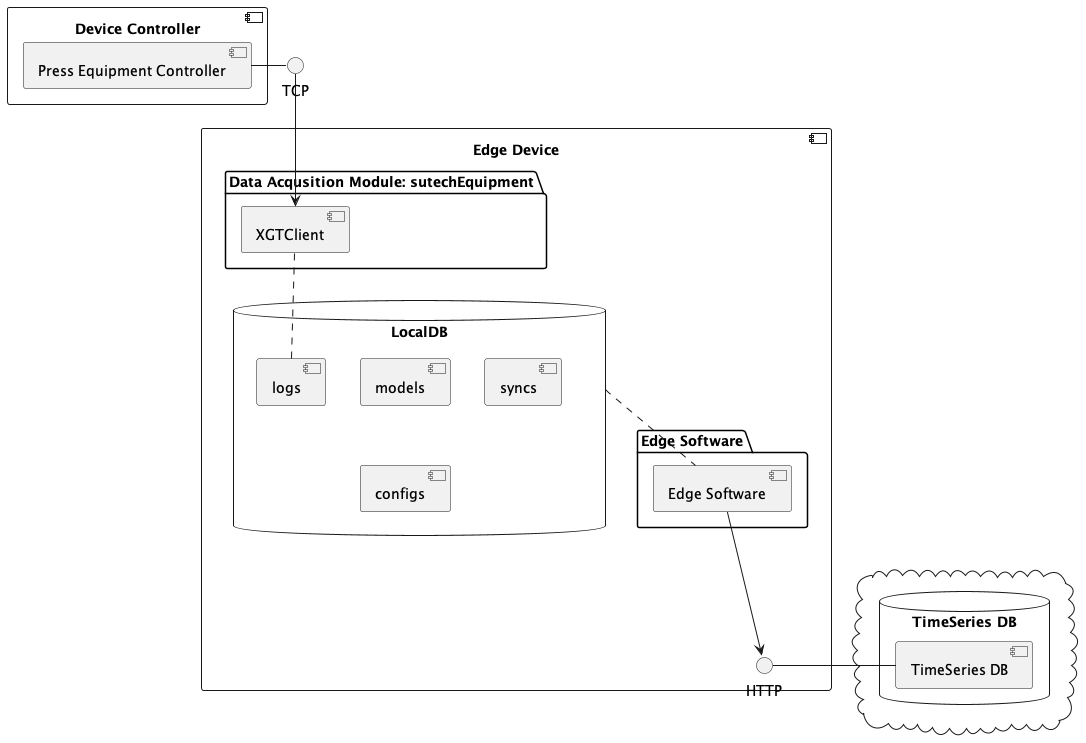 Device Controller
Press Equipment Controller
TCP
Edge Device
Data Acqusition Module: sutechEquipment
XGTClient
LocalDB
logs
models
syncs
configs
Edge Software
Edge Software
HTTP
TimeSeries DB
TimeSeries DB